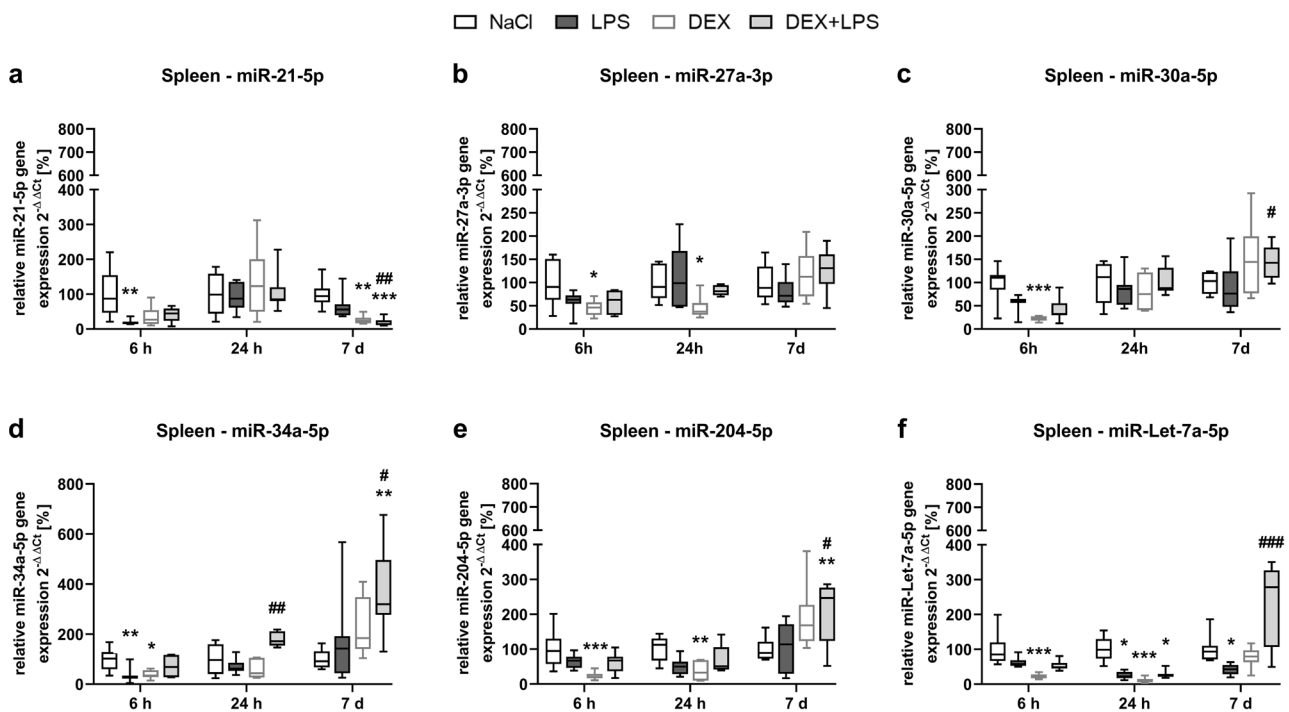 NaCl LPS DEX DEX+LPS
a Spleen - miR-21-5p
relative miR-21-5p gene
expression 2-Δ ΔCt [%]
800
700
600
400
300
200
100
0
** ** ## ***
6 h 24 h 7 d
b Spleen - miR-27a-3p
relative miR-27a-3p gene
expression 2-Δ ΔCt [%]
800
700
600
300
250
200
150
100
50
0
* *
6h 24h 7d
c Spleen - miR-30a-5p
relative miR-30a-5p gene
expression 2-Δ ΔCt [%]
800
700
600
300
250
200
150
100
50
0
*** #
6h 24h 7d
d Spleen - miR-34a-5p
relative miR-34a-5p gene
expression 2-Δ ΔCt [%]
800
600
400
200
0
** * ## # **
6 h 24 h 7 d
e Spleen - miR-204-5p
relative miR-204-5p gene
expression 2-Δ ΔCt [%]
800
700
600
400
300
200
100
0
*** ** # **
6 h 24 h 7 d
f Spleen - miR-Let-7a-5p
relative miR-Let-7a-5p gene
expression 2-Δ ΔCt [%]
800
700
600
400
300
200
100
0
*** * *** * * ###
6 h 24 h 7 d